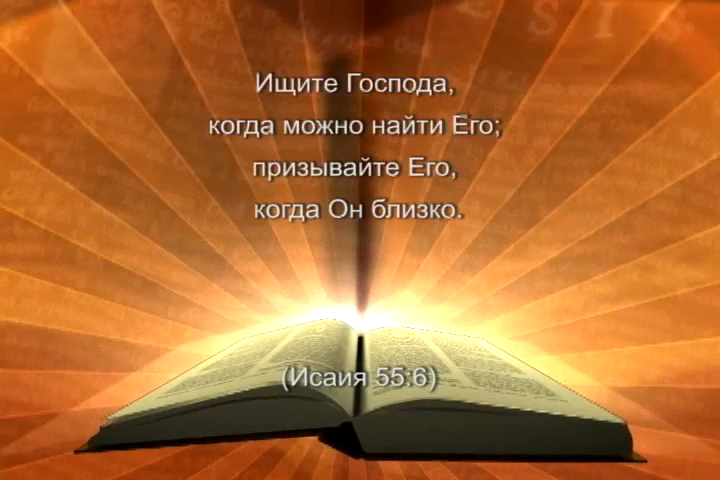 Ищите Господа,
когда можно найти Его;
призывайте Его,
когда Он близко.
(Исаия 55:6)